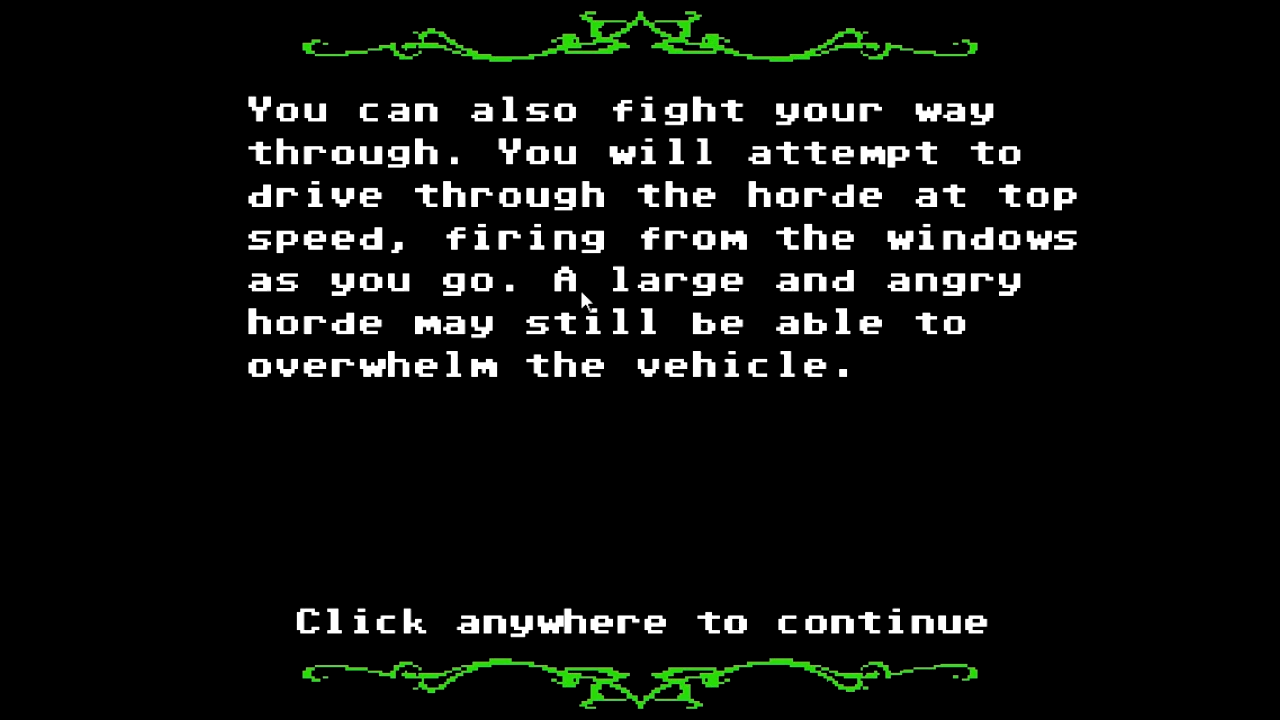 You can also fight your way
through. You will attempt to
drive through the horde at top
speed, firing from the windows
as you go. A large and angry
horde may still be able to
overwhelm the vehicle.
Click anywhere to continue